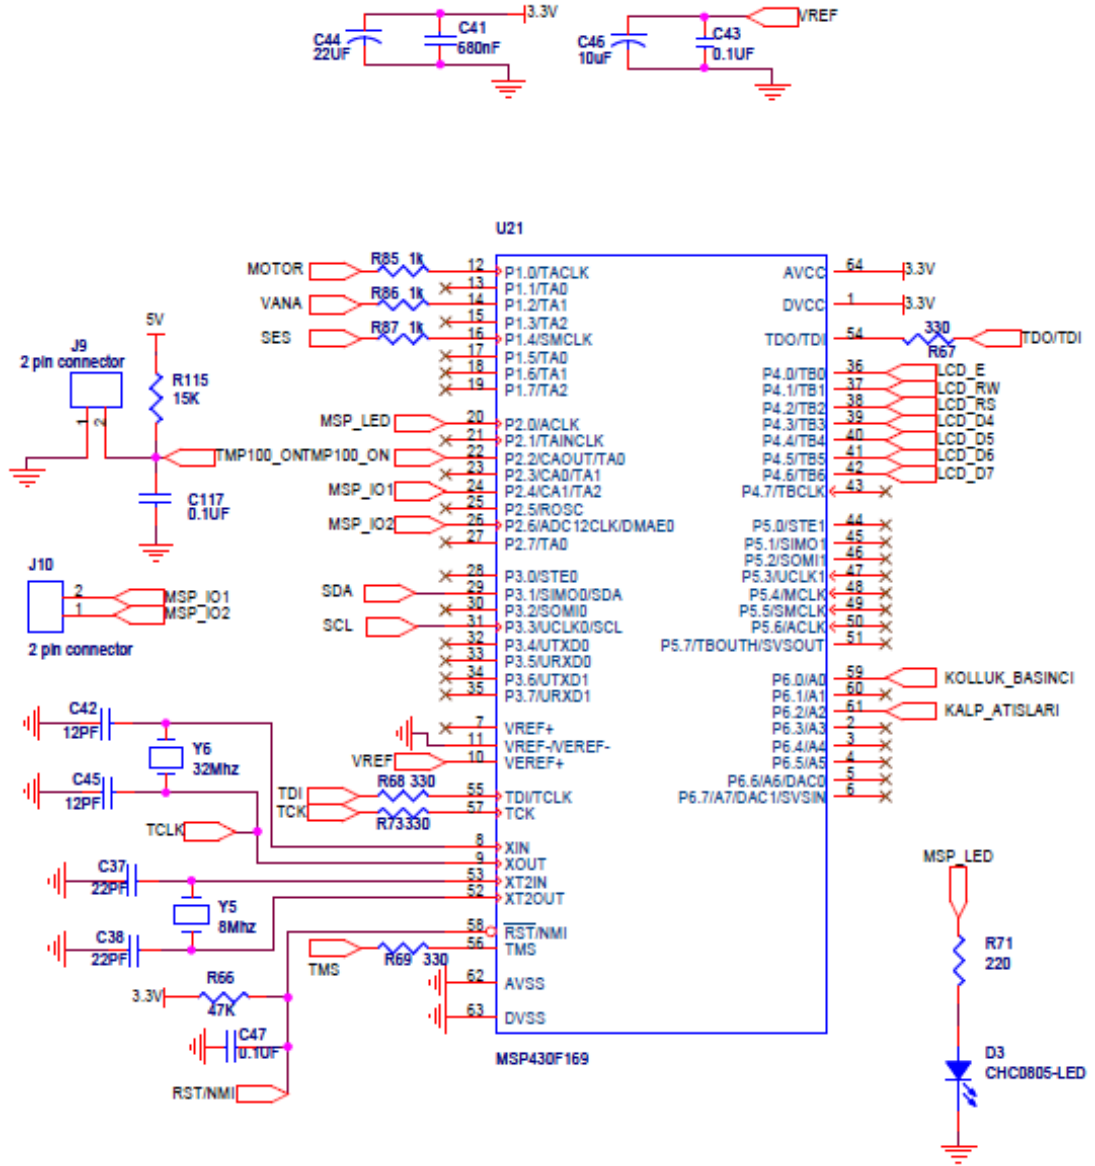 3.3V
C44
22UF
C41
680nF
VREF
C46
10uF
C43
0.1UF
U21
MOTOR
R85 1k
12
P1.0/TACLK
13
P1.1/TA0
VANA
R86 1k
14
P1.2/TA1
15
P1.3/TA2
SES
R87 1k
16
P1.4/SMCLK
17
P1.5/TA0
18
P1.6/TA1
19
P1.7/TA2
MSP_LED
20
P2.0/ACLK
21
P2.1/TAINCLK
TMP100_ON
22
P2.2/CAOUT/TA0
23
P2.3/CA0/TA1
MSP_IO1
24
P2.4/CA1/TA2
25
P2.5/ROSC
MSP_IO2
26
P2.6/ADC12CLK/DMAE0
27
P2.7/TA0
28
P3.0/STE0
SDA
29
P3.1/SIMO0/SDA
30
P3.2/SOMI0
SCL
31
P3.3/UCLK0/SCL
32
P3.4/UTXD0
33
P3.5/URXD0
34
P3.6/UTXD1
35
P3.7/URXD1
7
VREF+
11
VREF-/VEREF-
VREF
10
VEREF+
TDI
R68 330
55
TDI/TCLK
TCK
R73 330
57
TCK
8
XIN
9
XOUT
53
XT2IN
52
XT2OUT
58
RST/NMI
TMS
R69 330
56
TMS
62
AVSS
63
DVSS
MSP430F169
AVCC
64
3.3V
DVCC
1
3.3V
TDO/TDI
54
330
R67
TDO/TDI
P4.0/TB0
36
LCD_E
P4.1/TB1
37
LCD_RW
P4.2/TB2
38
LCD_RS
P4.3/TB3
39
LCD_D4
P4.4/TB4
40
LCD_D5
P4.5/TB5
41
LCD_D6
P4.6/TB6
42
LCD_D7
P4.7/TBCLK
43
P5.0/STE1
44
P5.1/SIMO1
45
P5.2/SOMI1
46
P5.3/UCLK1
47
P5.4/MCLK
48
P5.5/SMCLK
49
P5.6/ACLK
50
P5.7/TBOUTH/SVSOUT
51
P6.0/A0
59
KOLLUK_BASINCI
P6.1/A1
60
P6.2/A2
61
KALP_ATISLARI
P6.3/A3
2
P6.4/A4
3
P6.5/A5
4
P6.6/A6/DAC0
5
P6.7/A7/DAC1/SVSIN
6
5V
J9
2 pin connector
1
2
R115
15K
TMP100_ON
C117
0.1UF
J10
2
MSP_IO1
1
MSP_IO2
2 pin connector
C42
12PF
Y6
32Mhz
C45
12PF
TCLK
C37
22PF
Y5
8Mhz
C38
22PF
R66
3.3V
47K
C47
0.1UF
RST/NMI
MSP_LED
R71
220
D3
CHC0805-LED